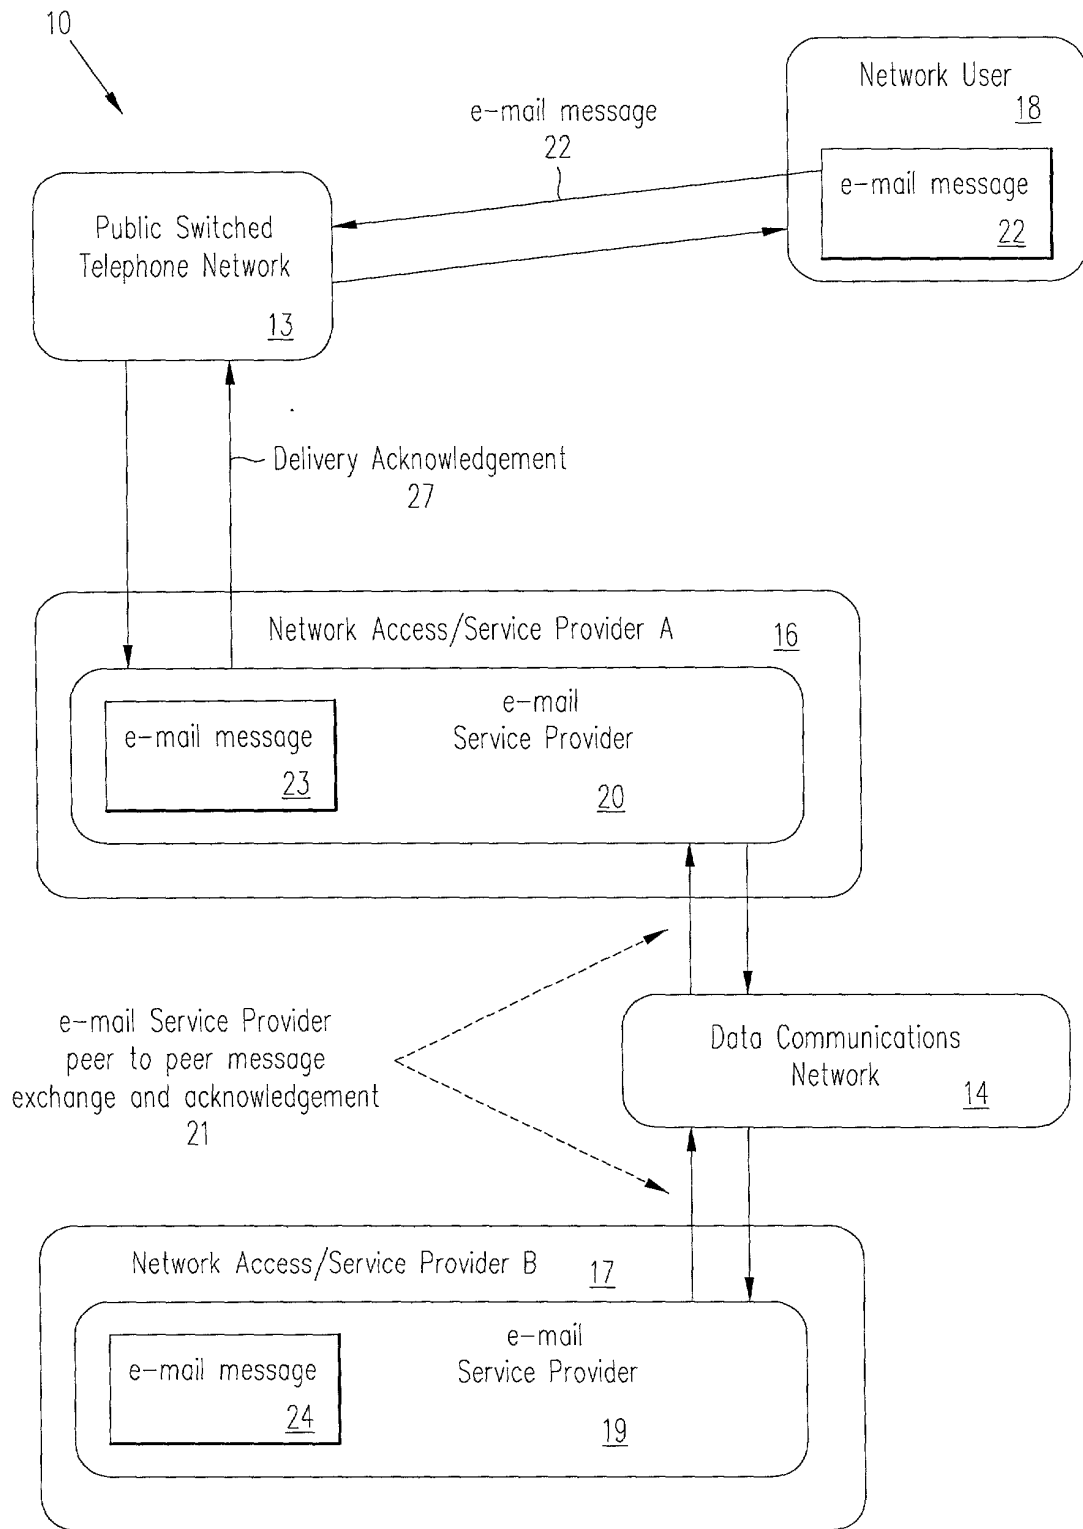 10
Network User
18
e-mail message
22
e-mail message
22
Public Switched
Telephone Network
13
Delivery Acknowledgement
27
Network Access/Service Provider A
16
e-mail
Service Provider
20
e-mail message
23
e-mail Service Provider
peer to peer message
exchange and acknowledgement
21
Data Communications
Network
14
Network Access/Service Provider B
17
e-mail
Service Provider
19
e-mail message
24